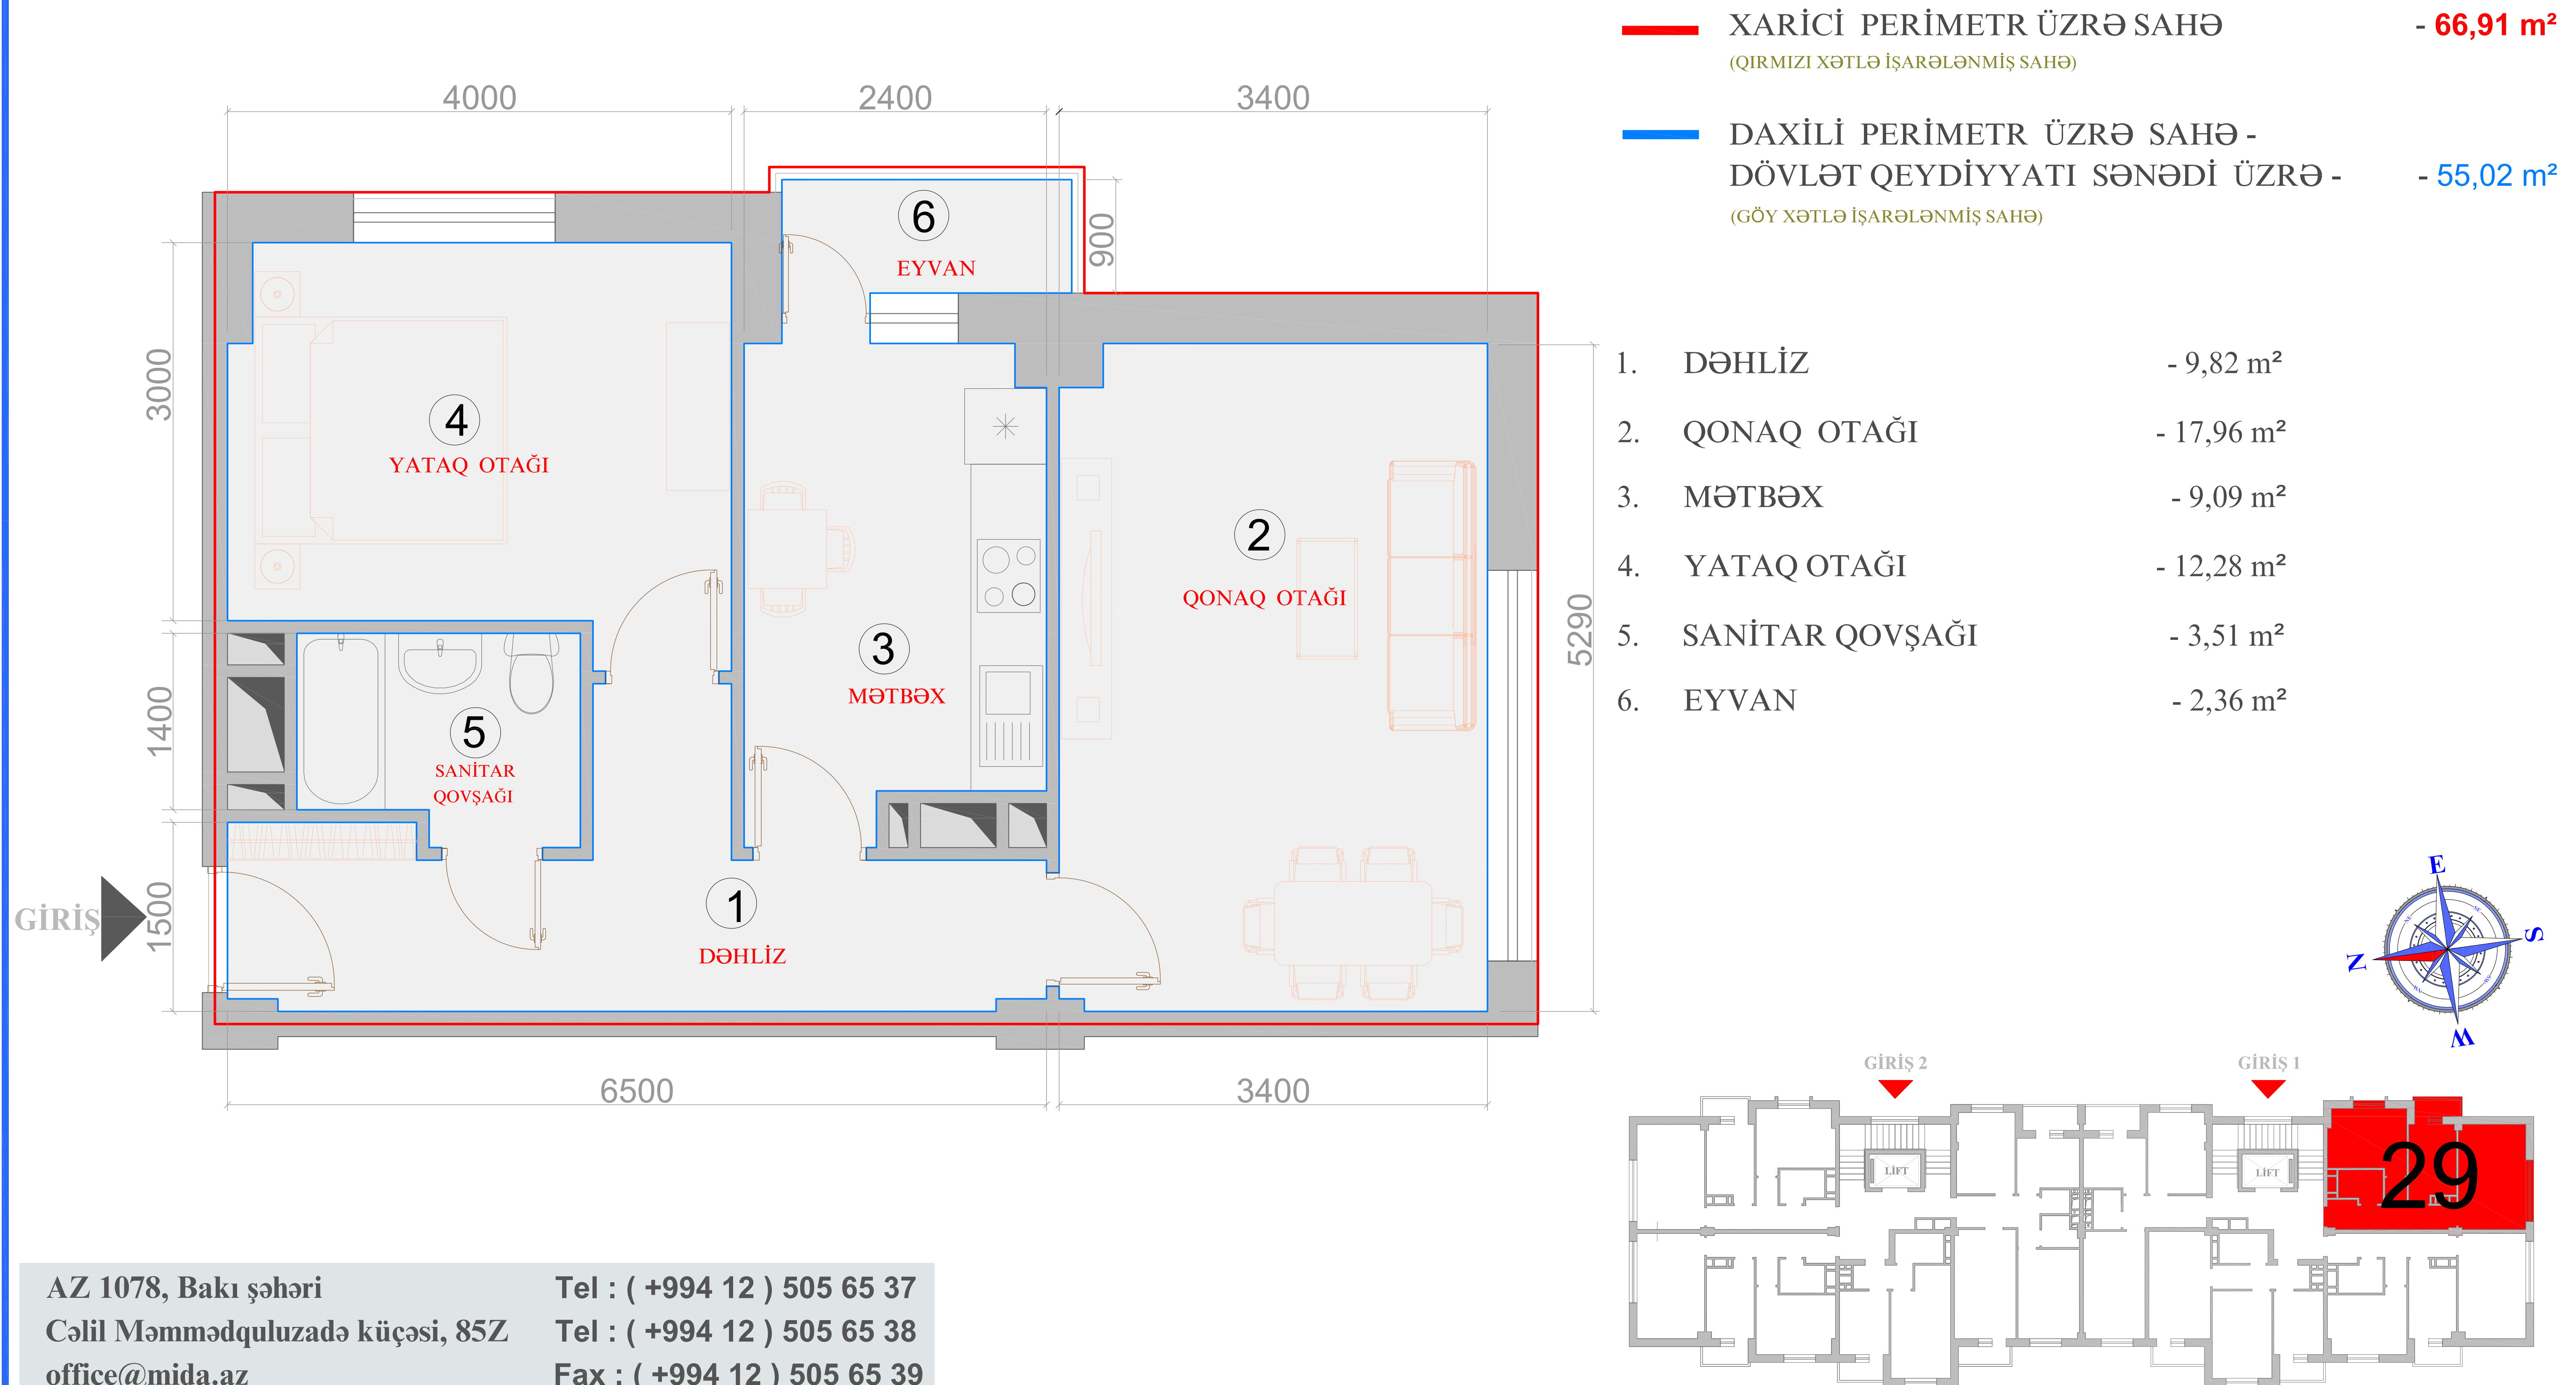 XARİCİ PERİMETR ÜZRƏ SAHƏ - 66,91 m²
(QIRMIZI XƏTLƏ İŞARƏLƏNMİŞ SAHƏ)
DAXİLİ PERİMETR ÜZRƏ SAHƏ -
DÖVLƏT QEYDİYYATI SƏNƏDİ ÜZRƏ - - 55,02 m²
(GÖY XƏTLƏ İŞARƏLƏNMİŞ SAHƏ)
4000 2400 3400
6
EYVAN
900
3000
4
YATAQ OTAĞI
2
QONAQ OTAĞI
5290
3
MƏTBƏX
1400
5
SANİTAR
QOVŞAĞI
1500
GİRİŞ
1
DƏHLİZ
6500 3400
1. DƏHLİZ - 9,82 m²
2. QONAQ OTAĞI - 17,96 m²
3. MƏTBƏX - 9,09 m²
4. YATAQ OTAĞI - 12,28 m²
5. SANİTAR QOVŞAĞI - 3,51 m²
6. EYVAN - 2,36 m²
E
S
N
W
GİRİŞ 2 GİRİŞ 1
LİFT LİFT
29
AZ 1078, Bakı şəhəri Tel : ( +994 12 ) 505 65 37
Cəlil Məmmədquluzadə küçəsi, 85Z Tel : ( +994 12 ) 505 65 38
office@mida.az Fax : ( +994 12 ) 505 65 39